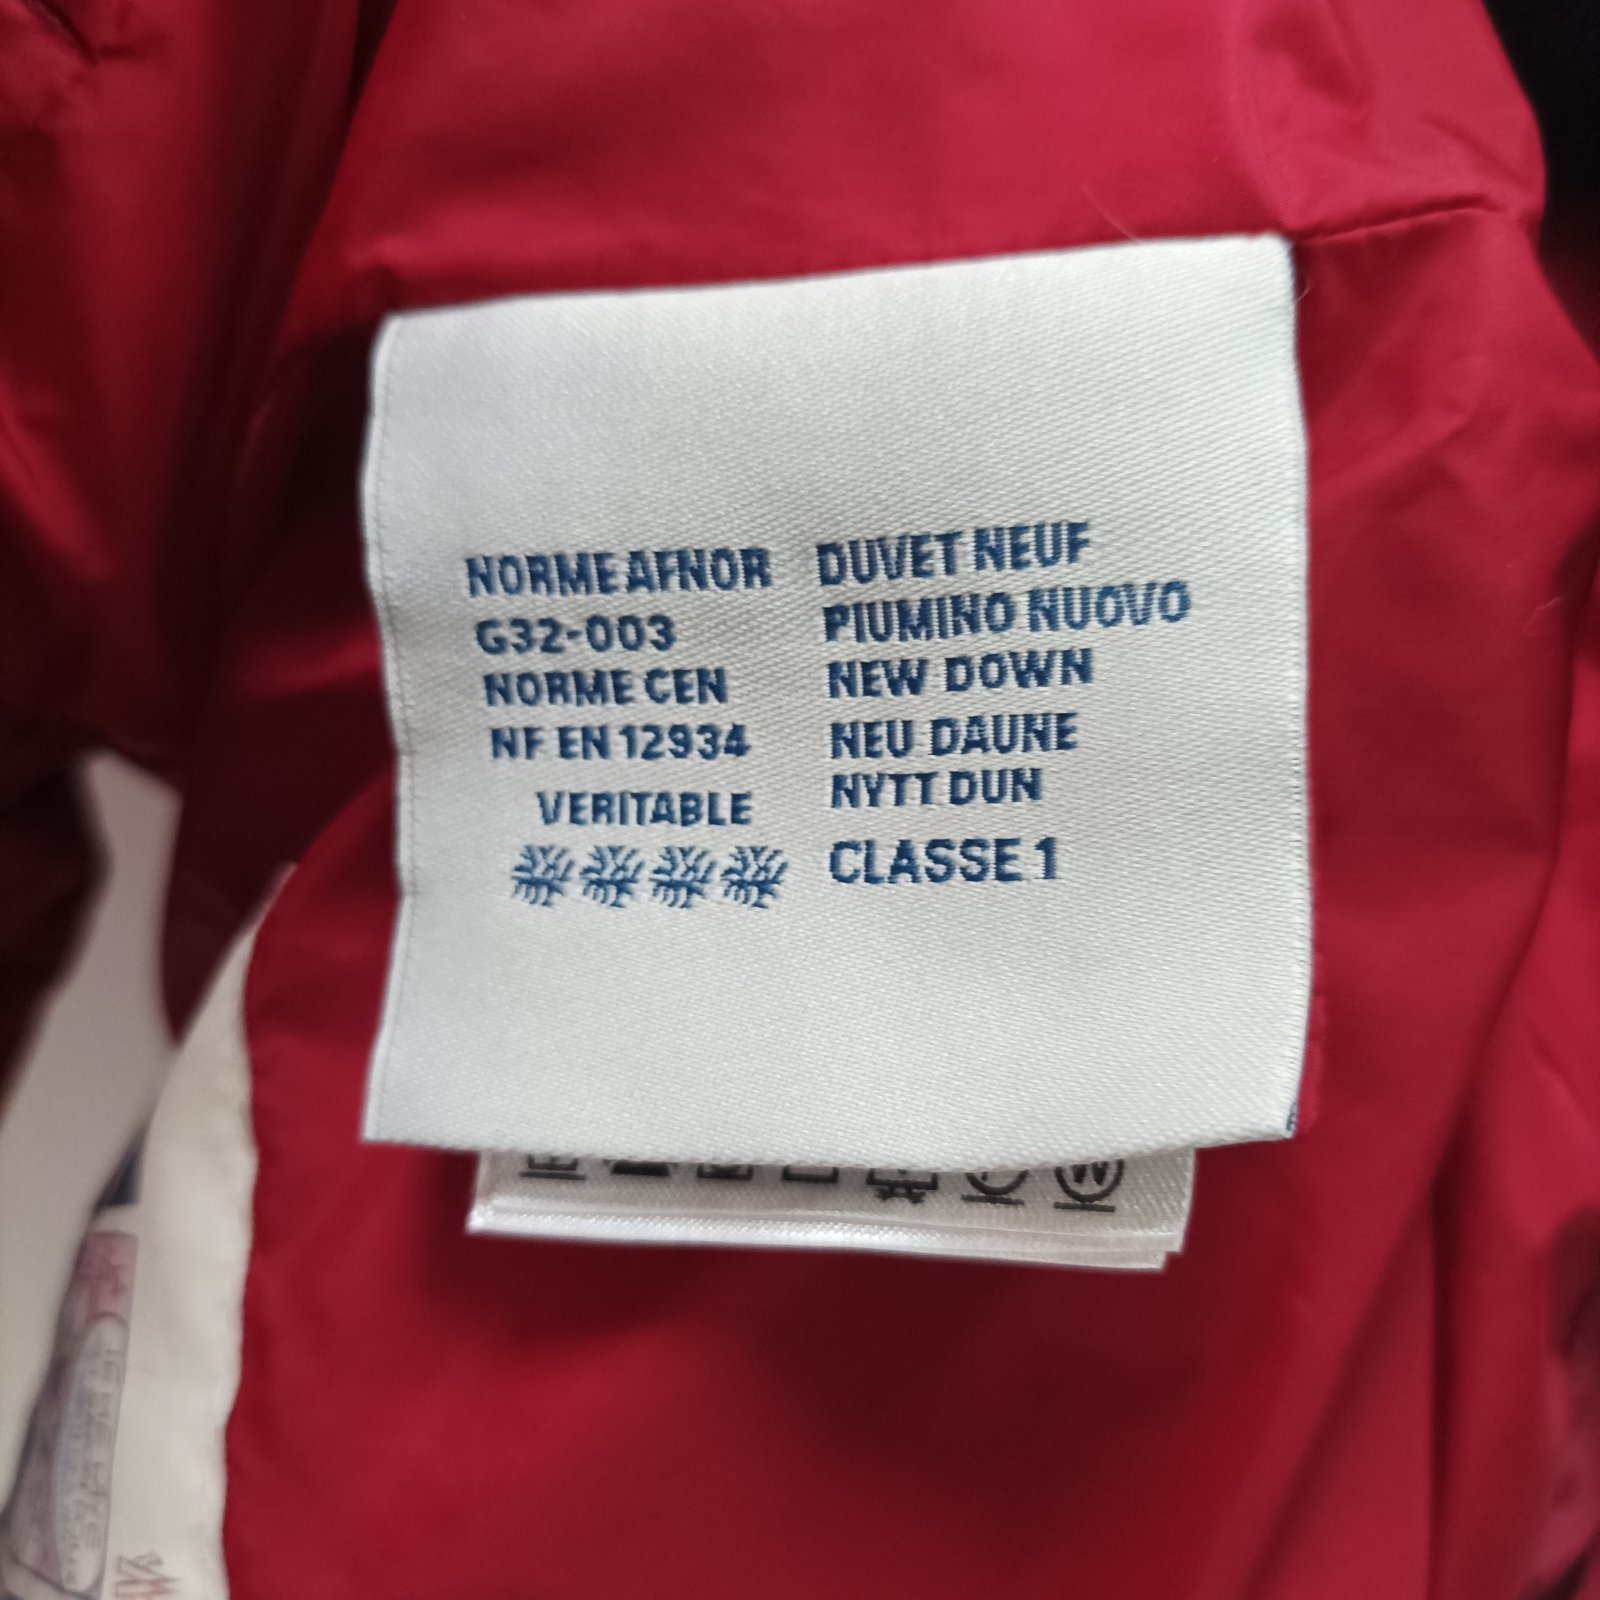 NORME AFNOR
G32-003
NORME CEN
NF EN 12934
VERITABLE
DUVET NEUF
PIUMINO NUOVO
NEW DOWN
NEU DAUNE
NYTT DUN
CLASSE 1
W